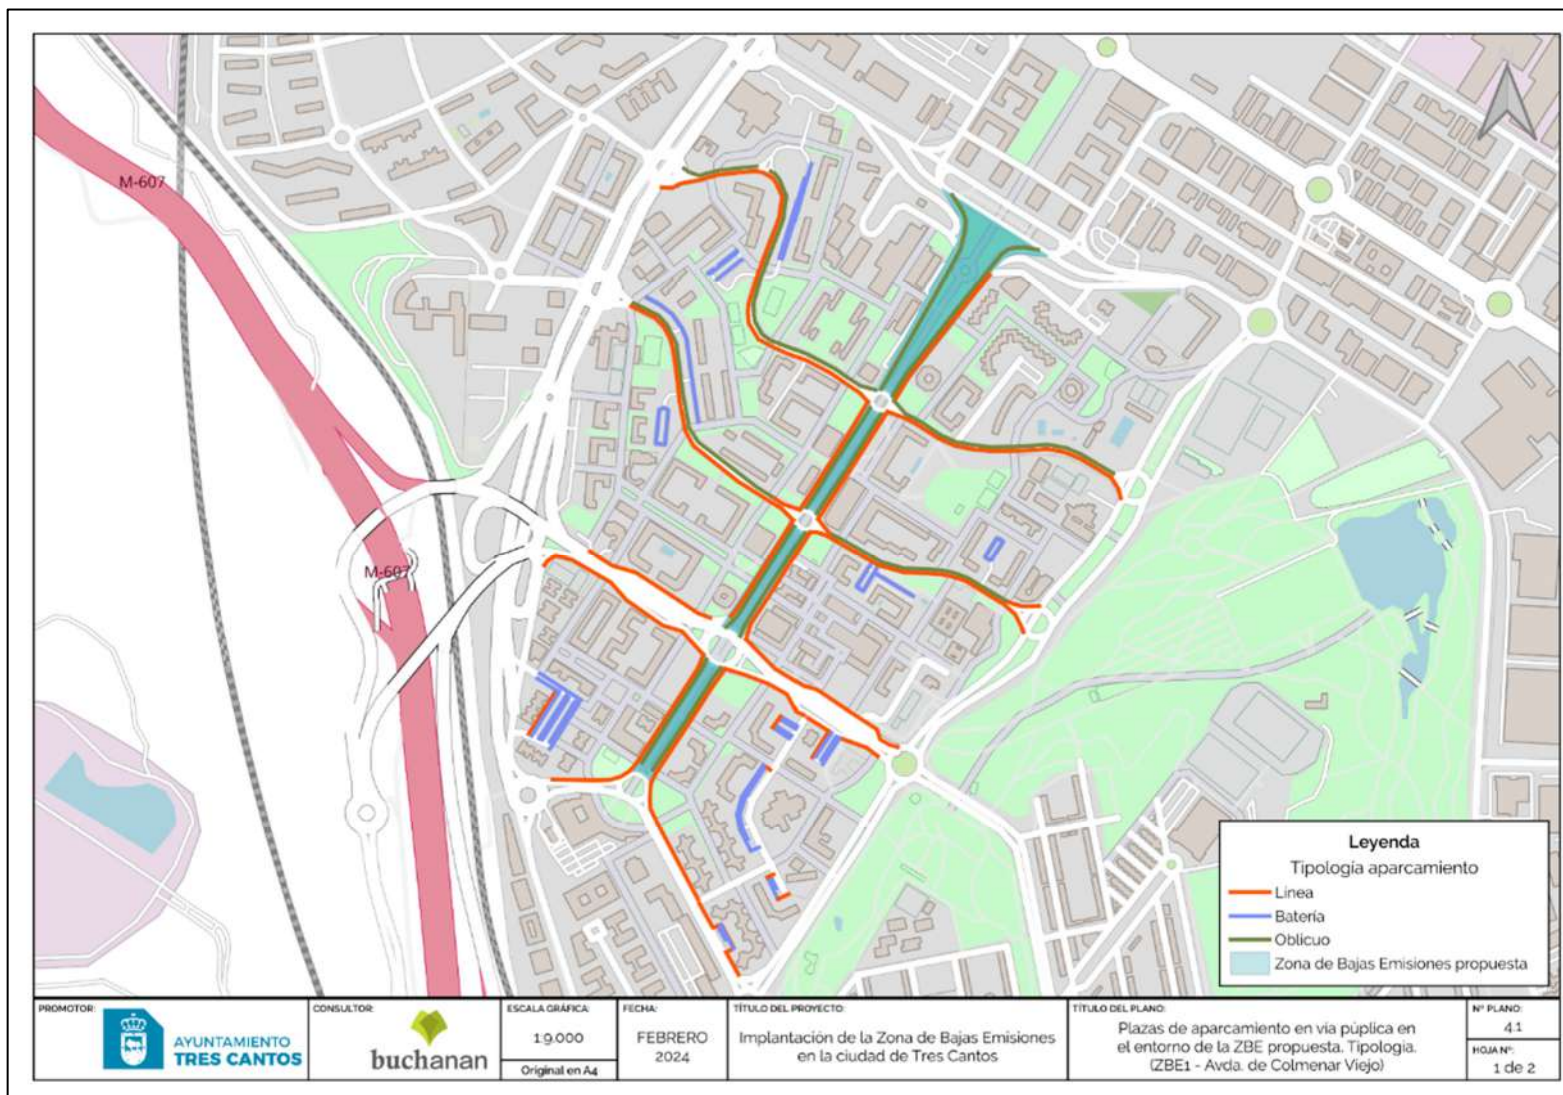 M-607
M-607
Leyenda
Tipología aparcamiento
Línea
Batería
Oblicuo
Zona de Bajas Emisiones propuesta
PROMOTOR:
AYUNTAMIENTO
TRES CANTOS
CONSULTOR:
buchanan
ESCALA GRÁFICA:
1:9.000
Original en A4
FECHA:
FEBRERO
2024
TÍTULO DEL PROYECTO:
Implantación de la Zona de Bajas Emisiones
en la ciudad de Tres Cantos
TÍTULO DEL PLANO:
Plazas de aparcamiento en vía púplica en
el entorno de la ZBE propuesta. Tipología.
(ZBE1 - Avda. de Colmenar Viejo)
Nº PLANO:
4.1
HOJA Nº:
1 de 2